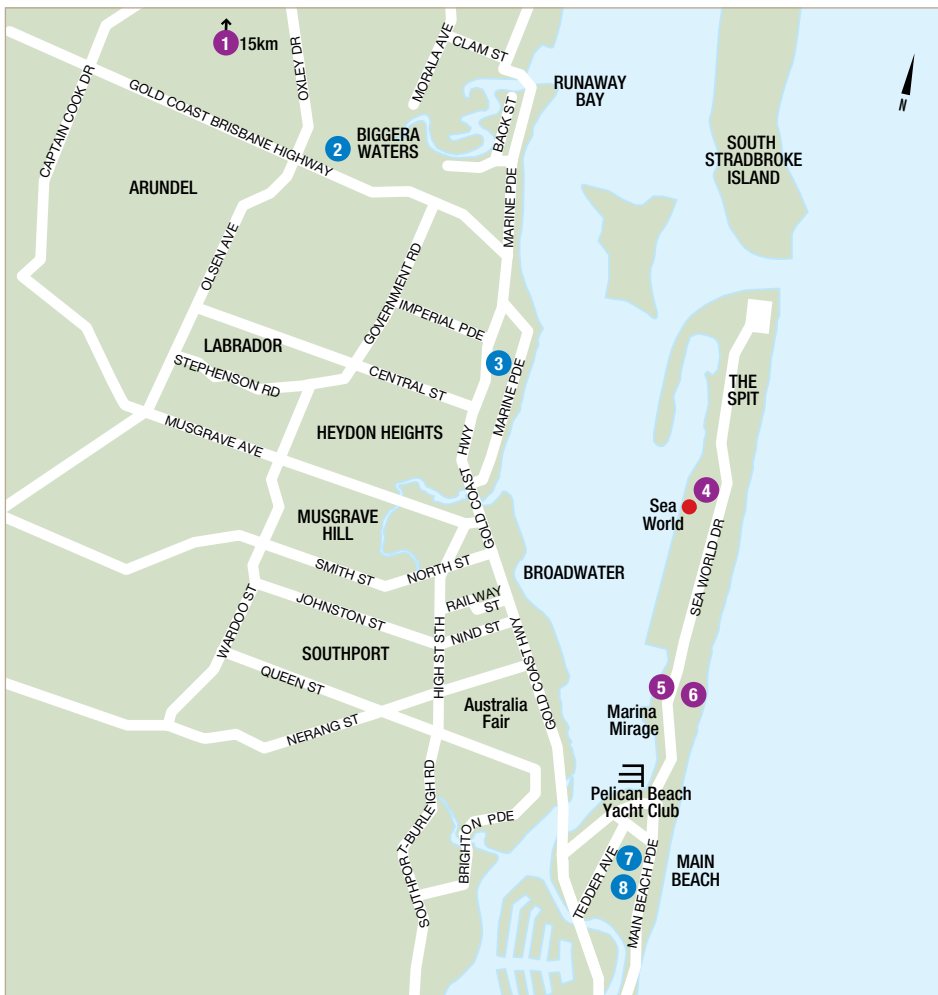 1 15km
CAPTAIN COOK DR
GOLD COAST BRISBANE HIGHWAY
OXLEY DR
MORALA AVE
CLAM ST
RUNAWAY
BAY
N
2
BIGGERA
WATERS
BACK ST
SOUTH
STRADBROKE
ISLAND
ARUNDEL
MARINE PDE
OLSEN AVE
GOVERNMENT RD
IMPERIAL PDE
LABRADOR
STEPHENSON RD
CENTRAL ST
3
MARINE PDE
THE
SPIT
MUSGRAVE AVE
HEYDON HEIGHTS
GOLD COAST HWY
4
Sea
World
SEA WORLD DR
MUSGRAVE
HILL
SMITH ST
NORTH ST
BROADWATER
RAILWAY
ST
JOHNSTON ST
NIND ST
WARDOO ST
HIGH ST STH
SOUTHPORT
QUEEN ST
NERANG ST
GOLD COAST HWY
Australia
Fair
5
6
Marina
Mirage
Pelican Beach
Yacht Club
SOUTHPORT-BURLEIGH RD
BRIGHTON PDE
TEDDER AVE
7
8
MAIN BEACH PDE
MAIN
BEACH